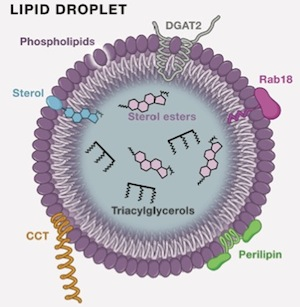 LIPID DROPLET
DGAT2
Phospholipids
Rab18
Sterol
Sterol esters
Triacylglycerols
CCT
Perilipin